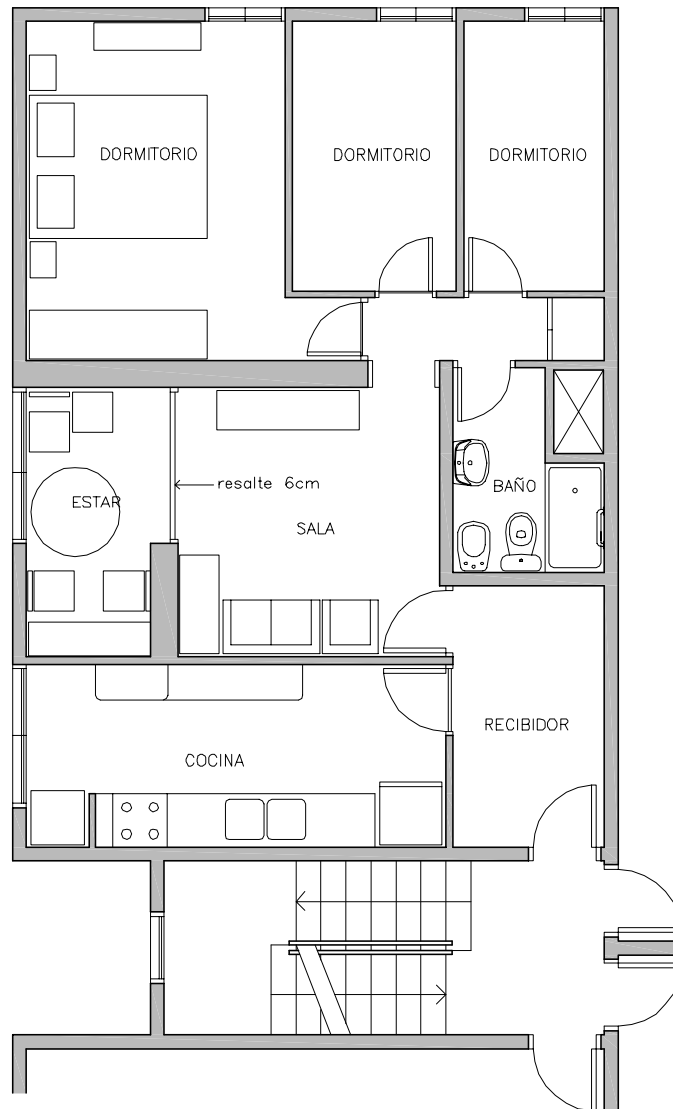 DORMITORIO
DORMITORIO
DORMITORIO
resalte 6cm
BAÑO
ESTAR
SALA
RECIBIDOR
COCINA